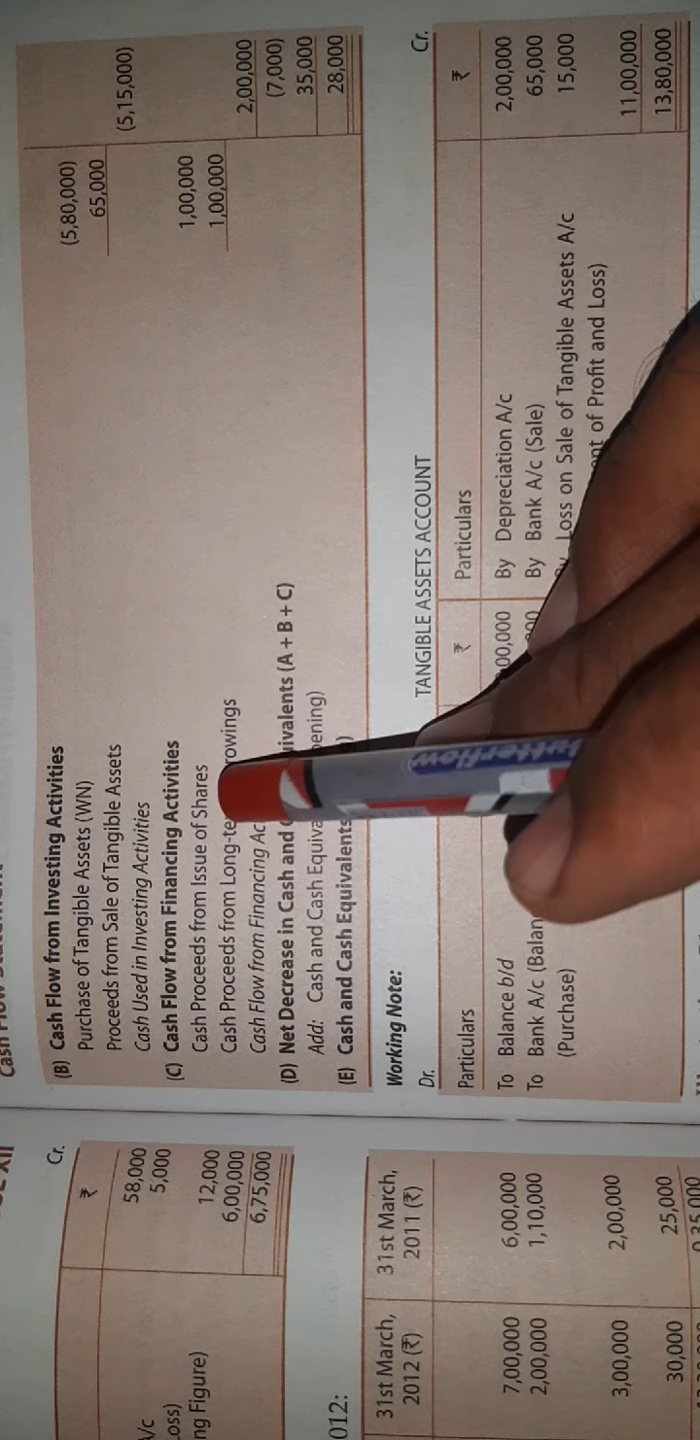 Cash Flow
(B) Cash Flow from Investing Activities
Purchase of Tangible Assets (WN) (5,80,000)
Proceeds from Sale of Tangible Assets 65,000
Cash Used in Investing Activities (5,15,000)
(C) Cash Flow from Financing Activities
Cash Proceeds from Issue of Shares 1,00,000
Cash Proceeds from 1,00,000
Cash Flow from Financing 2,00,000
(D) Net Decrease in Cash and (A + B + C) (7,000)
Add: Cash and Cash 35,000
(E) Cash and Cash Equivalents 28,000
Working Note:
TANGIBLE ASSETS ACCOUNT
Dr. Cr.
Particulars ₹ Particulars ₹
To Balance b/d By Depreciation A/c 2,00,000
To Bank A/c By Bank A/c (Sale) 65,000
(Purchase) Loss on Sale of Tangible Assets A/c 15,000
of Profit and Loss)
11,00,000
13,80,000
Cr.
₹
58,000
5,000
12,000
ng Figure) 6,00,000
6,75,000
012:
31st March, 31st March,
2012 (₹) 2011 (₹)
7,00,000 6,00,000
2,00,000 1,10,000
3,00,000 2,00,000
30,000 25,000
butterflow